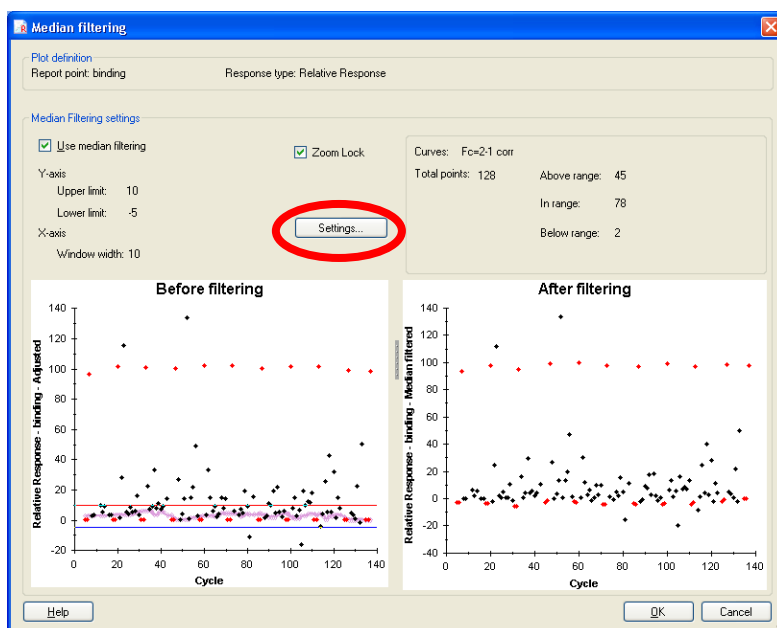 Median filtering
Plot definition
Report point: binding Response type: Relative Response
Median Filtering settings
Use median filtering
Zoom Lock
Y-axis
Upper limit: 10
Lower limit: -5
X-axis
Window width: 10
Settings...
Curves: Fc=2-1 corr
Total points: 128
Above range: 45
In range: 78
Below range: 2
Before filtering
Relative Response - binding - Adjusted
140
120
100
80
60
40
20
0
-20
0 20 40 60 80 100 120 140
Cycle
After filtering
Relative Response - binding - Median filtered
140
120
100
80
60
40
20
0
-20
-40
0 20 40 60 80 100 120 140
Cycle
Help
OK
Cancel